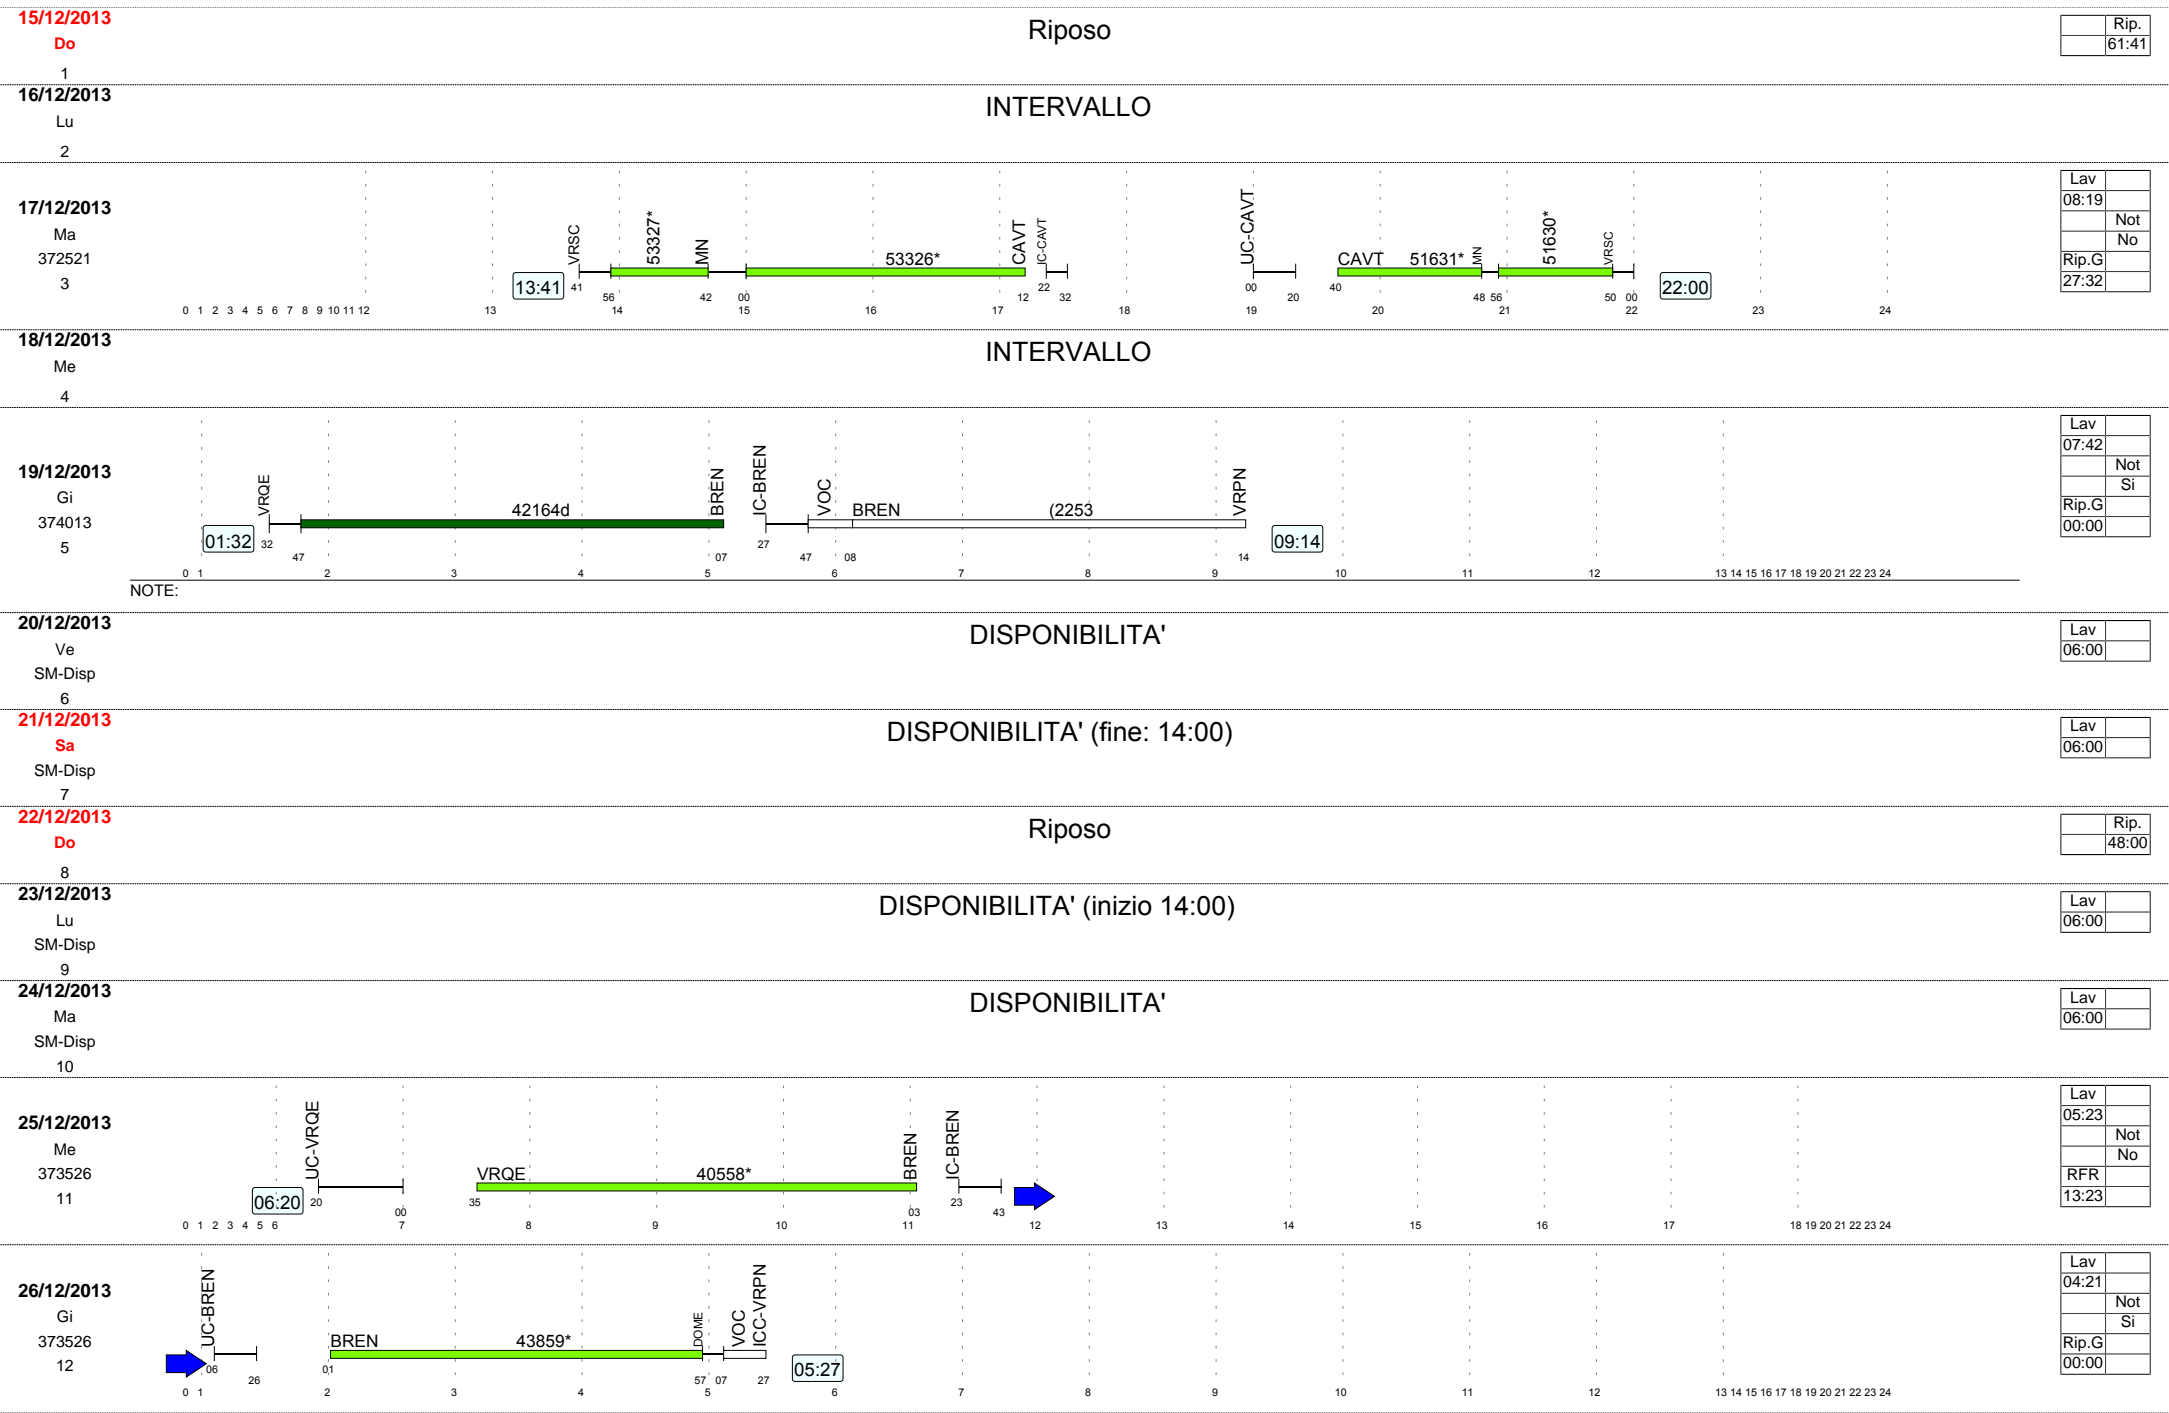 15/12/2013
Do
1
Riposo
Rip.
61:41
16/12/2013
Lu
2
INTERVALLO
17/12/2013
Ma
372521
3
VRSC 53327* MN 53326* CAVT IC-CAVT UC-CAVT CAVT 51631* MN 51630* VRSC
13:41 41 56 42 00 12 22 32 00 20 40 48 56 50 00 22:00
0 1 2 3 4 5 6 7 8 9 10 11 12 13 14 15 16 17 18 19 20 21 22 23 24
Lav
08:19
Not
No
Rip.G
27:32
18/12/2013
Me
4
INTERVALLO
19/12/2013
Gi
374013
5
VRQE 42164d BREN IC-BREN VOC BREN (2253 VRPN
01:32 32 47 07 27 47 08 14 09:14
0 1 2 3 4 5 6 7 8 9 10 11 12 13 14 15 16 17 18 19 20 21 22 23 24
NOTE:
Lav
07:42
Not
Si
Rip.G
00:00
20/12/2013
Ve
SM-Disp
6
DISPONIBILITA'
Lav
06:00
21/12/2013
Sa
SM-Disp
7
DISPONIBILITA' (fine: 14:00)
Lav
06:00
22/12/2013
Do
8
Riposo
Rip.
48:00
23/12/2013
Lu
SM-Disp
9
DISPONIBILITA' (inizio 14:00)
Lav
06:00
24/12/2013
Ma
SM-Disp
10
DISPONIBILITA'
Lav
06:00
25/12/2013
Me
373526
11
UC-VRQE VRQE 40558* BREN IC-BREN
06:20 20 00 35 03 23 43
0 1 2 3 4 5 6 7 8 9 10 11 12 13 14 15 16 17 18 19 20 21 22 23 24
Lav
05:23
Not
No
RFR
13:23
26/12/2013
Gi
373526
12
UC-BREN BREN 43859* DOME VOC ICC-VRPN
06 26 01 57 07 27 05:27
0 1 2 3 4 5 6 7 8 9 10 11 12 13 14 15 16 17 18 19 20 21 22 23 24
Lav
04:21
Not
Si
Rip.G
00:00